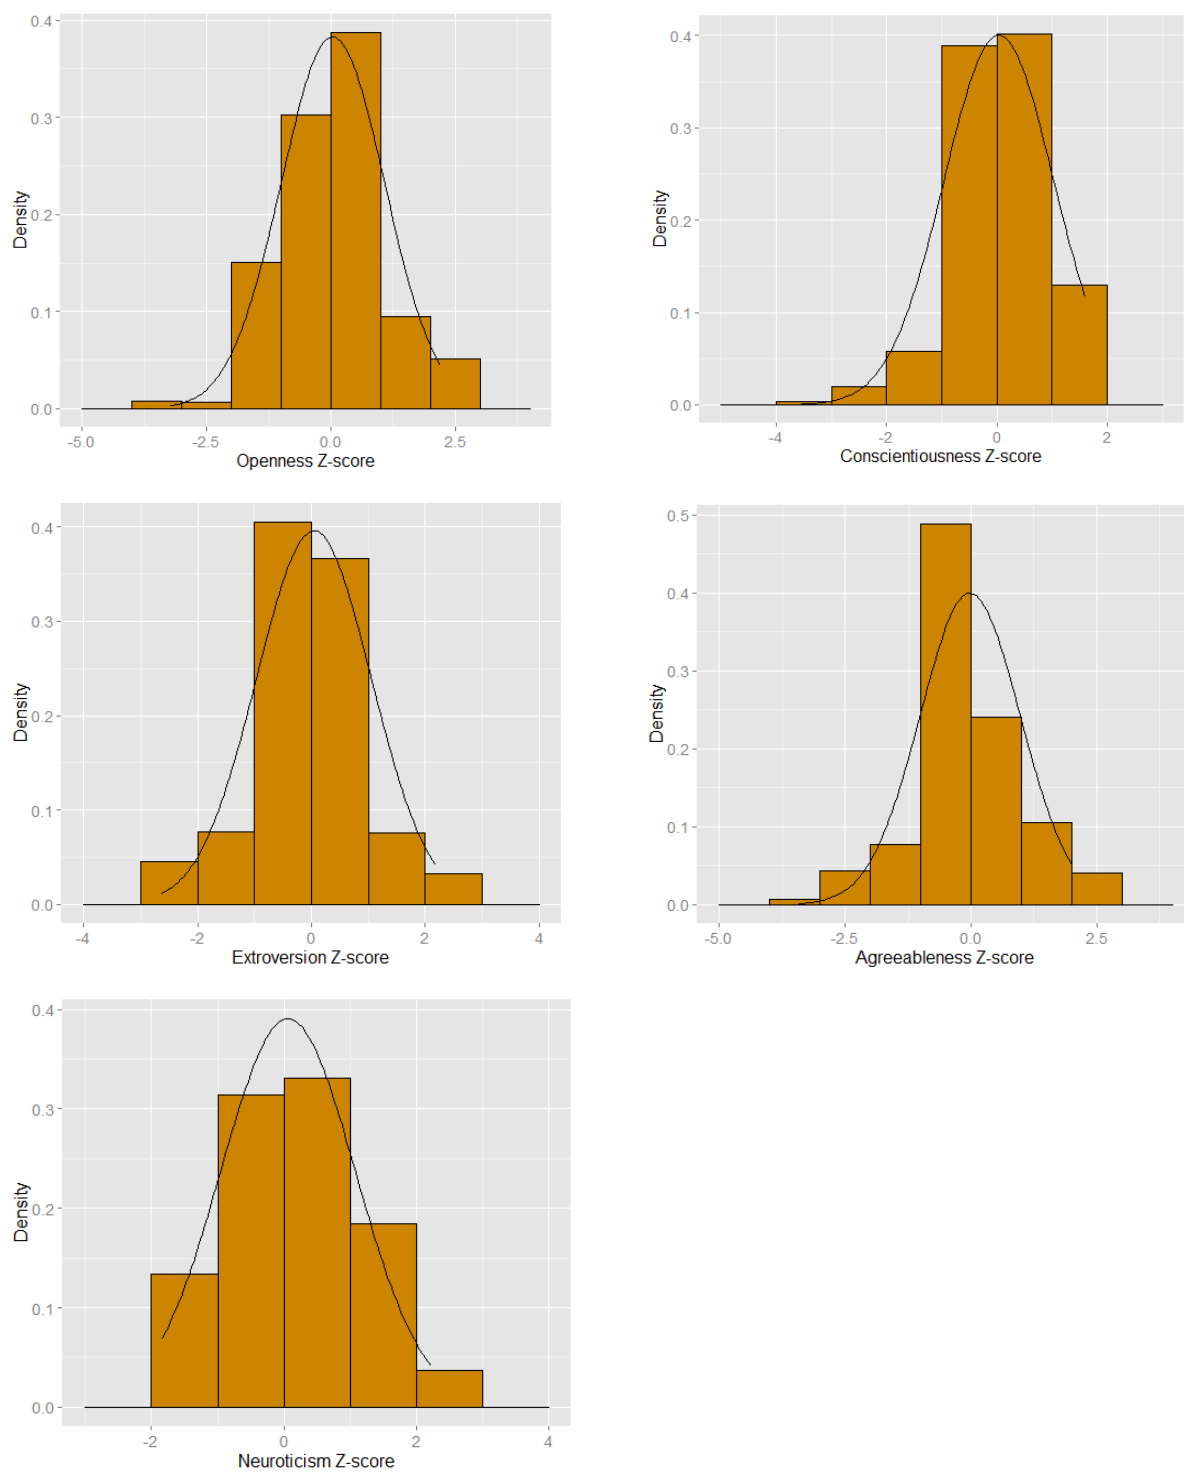 0.4
0.3
0.2
0.1
0.0
Density
-5.0 -2.5 0.0 2.5
Openness Z-score
0.4
0.3
0.2
0.1
0.0
Density
-4 -2 0 2
Conscientiousness Z-score
0.4
0.3
0.2
0.1
0.0
Density
-4 -2 0 2 4
Extroversion Z-score
0.5
0.4
0.3
0.2
0.1
0.0
Density
-5.0 -2.5 0.0 2.5
Agreeableness Z-score
0.4
0.3
0.2
0.1
0.0
Density
-2 0 2 4
Neuroticism Z-score